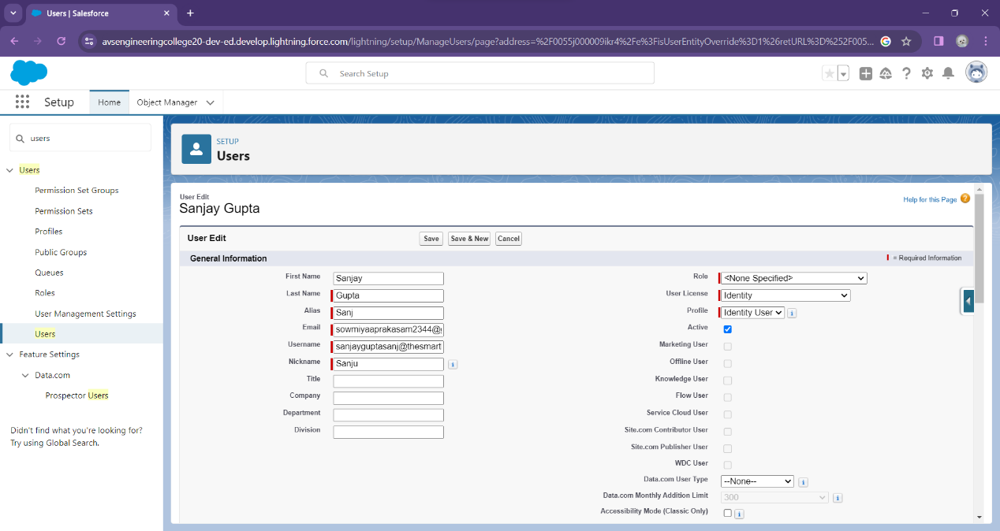 Users | Salesforce
avsengineeringcollege20-dev-ed.develop.lightning.force.com/lightning/setup/ManageUsers/page?address=%2F0055j000009ikr4%2Fe%3FisUserEntityOverride%3D1%26retURL%3D%252F005...
Search Setup
Setup
Home
Object Manager
users
Users
Permission Set Groups
Permission Sets
Profiles
Public Groups
Queues
Roles
User Management Settings
Users
Feature Settings
Data.com
Prospector Users
Didn't find what you're looking for?
Try using Global Search.
SETUP
Users
User Edit
Sanjay Gupta
Help for this Page
User Edit
Save
Save & New
Cancel
General Information
= Required Information
First Name Sanjay
Last Name Gupta
Alias Sanj
Email sowmiyaaprakasam2344@
Username sanjayguptasanj@thesmart
Nickname Sanju
Title
Company
Department
Division
Role <None Specified>
User License Identity
Profile Identity User
Active
Marketing User
Offline User
Knowledge User
Flow User
Service Cloud User
Site.com Contributor User
Site.com Publisher User
WDC User
Data.com User Type --None--
Data.com Monthly Addition Limit 300
Accessibility Mode (Classic Only)